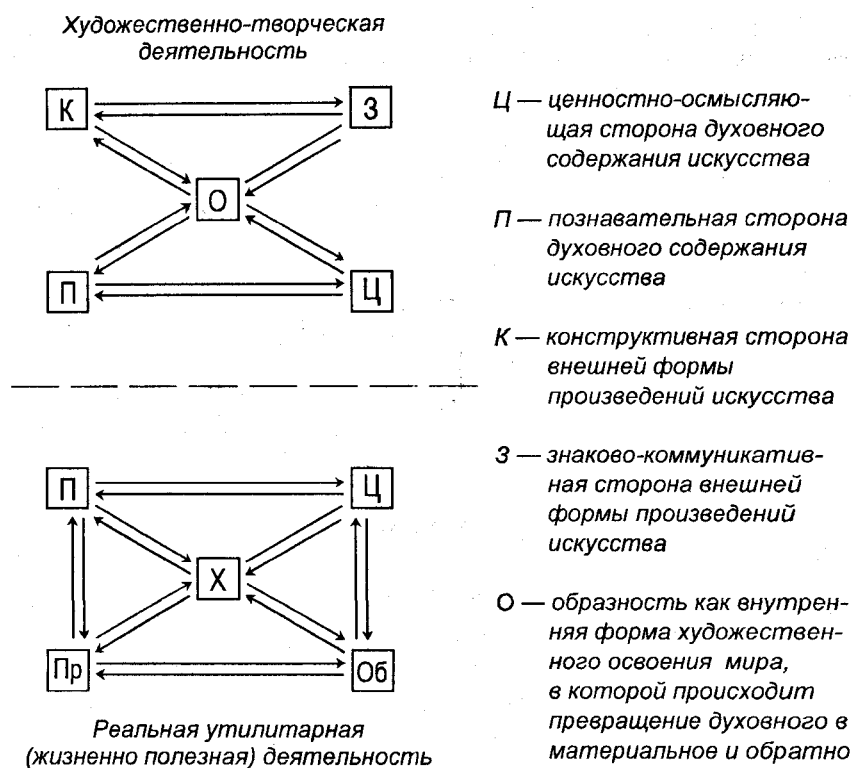 Художественно-творческая
деятельность
К
З
О
П
Ц
П
Ц
Х
Пр
Об
Реальная утилитарная
(жизненно полезная) деятельность
Ц — ценностно-осмысляю-
щая сторона духовного
содержания искусства
П — познавательная сторона
духовного содержания
искусства
К — конструктивная сторона
внешней формы
произведений искусства
З — знаково-коммуникатив-
ная сторона внешней
формы произведений
искусства
О — образность как внутрен-
няя форма художествен-
ного освоения мира,
в которой происходит
превращение духовного в
материальное и обратно